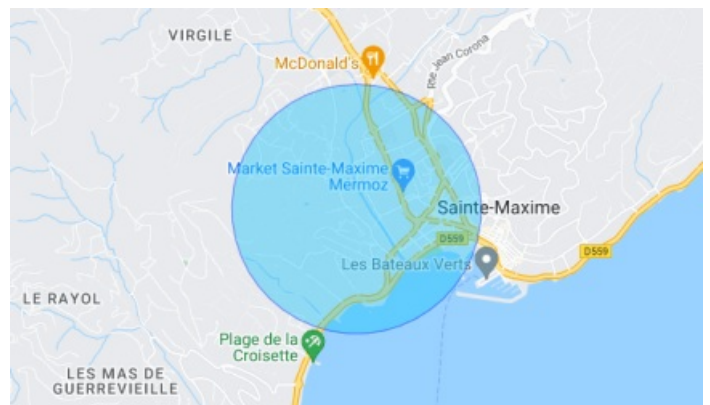 VIRGILE
McDonald's
Rte Jean Corona
Market Sainte-Maxime
Mermoz
Sainte-Maxime
D559
D559
Les Bateaux Verts
LE RAYOL
Plage de la
Croisette
LES MAS DE
GUERREVIEILLE